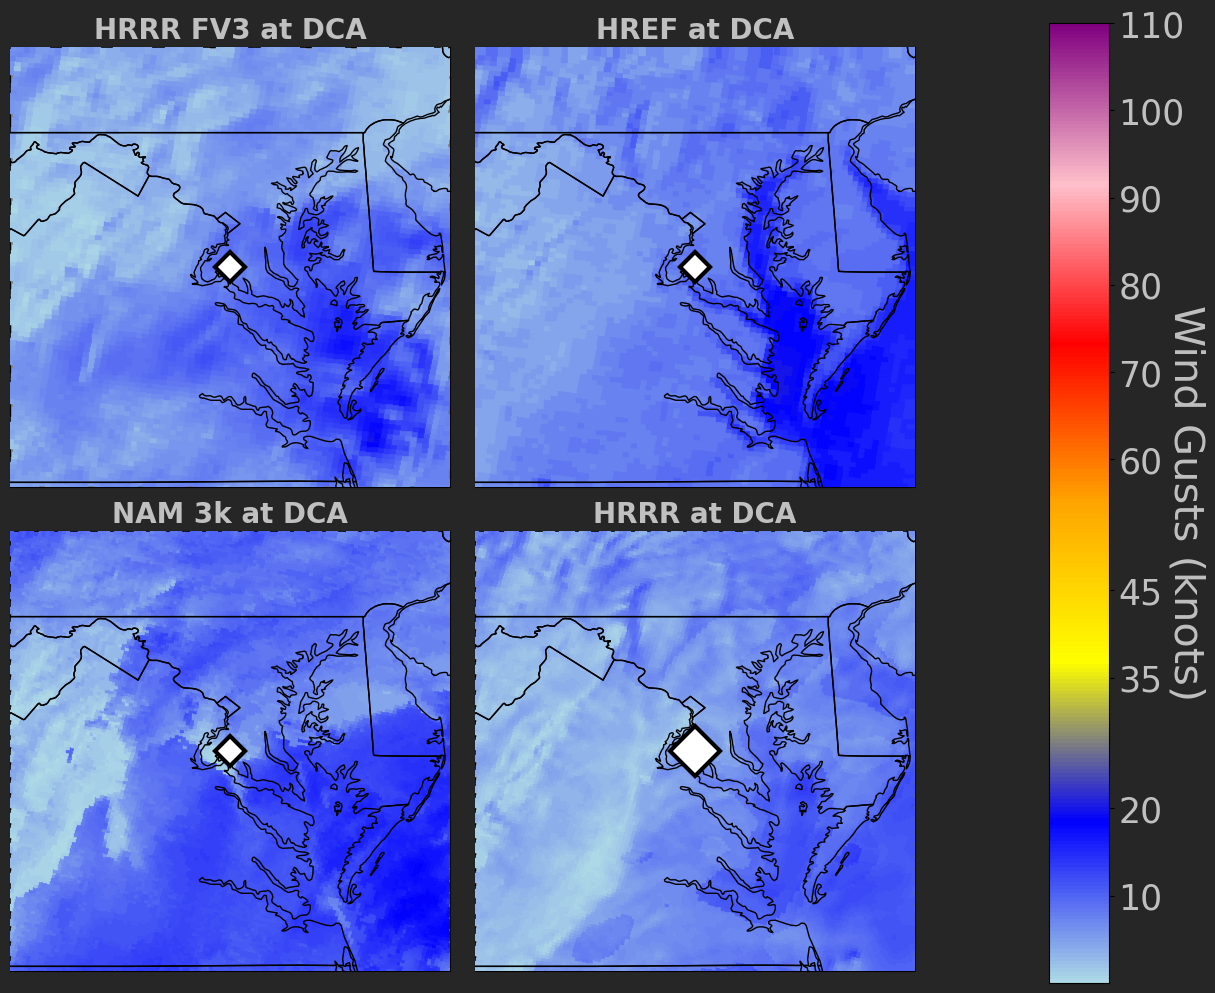 HRRR FV3 at DCA
HREF at DCA
NAM 3k at DCA
HRRR at DCA
110
100
90
80
70
60
45
35
20
10
Wind Gusts (knots)